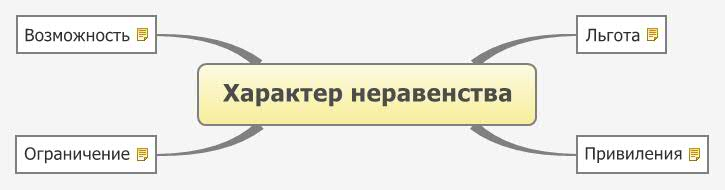 Возможность
Льгота
Характер неравенства
Ограничение
Привиления